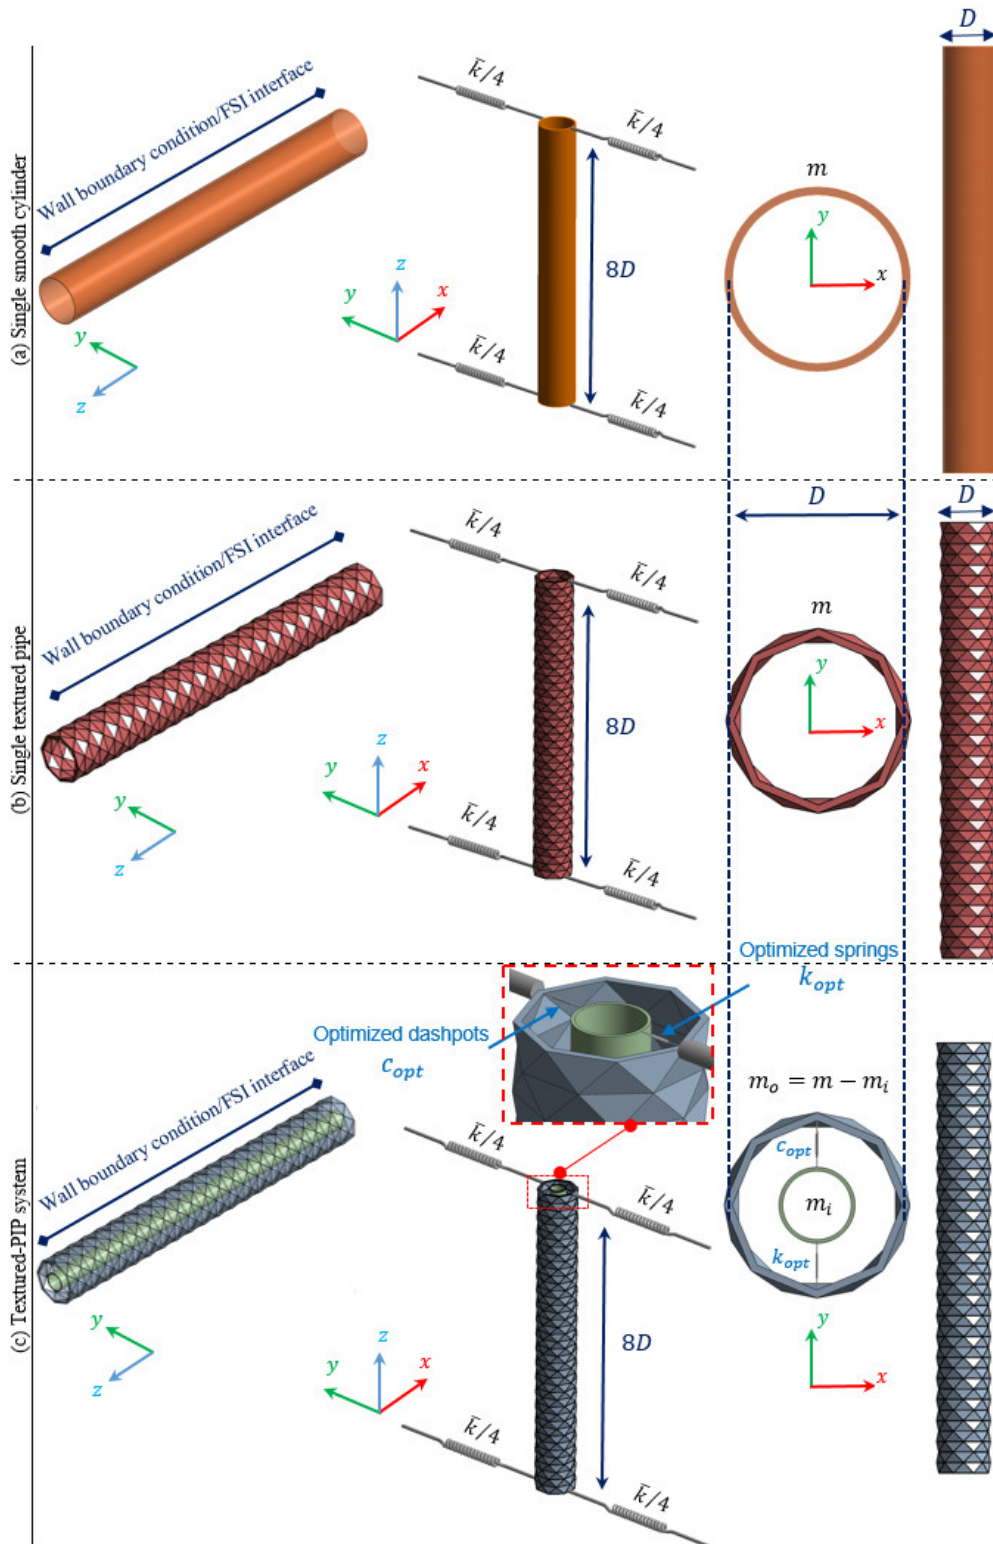 (a) Single smooth cylinder
Wall boundary condition/FSI interface
y
z
k̄/4
k̄/4
8D
z
y
x
k̄/4
k̄/4
m
y
x
D
(b) Single textured pipe
Wall boundary condition/FSI interface
y
z
k̄/4
k̄/4
8D
z
y
x
k̄/4
k̄/4
D
m
y
x
D
(c) Textured-PIP system
Wall boundary condition/FSI interface
y
z
Optimized springs
k_opt
Optimized dashpots
c_opt
k̄/4
k̄/4
8D
z
y
x
k̄/4
k̄/4
m_o = m − m_i
c_opt
m_i
k_opt
y
x